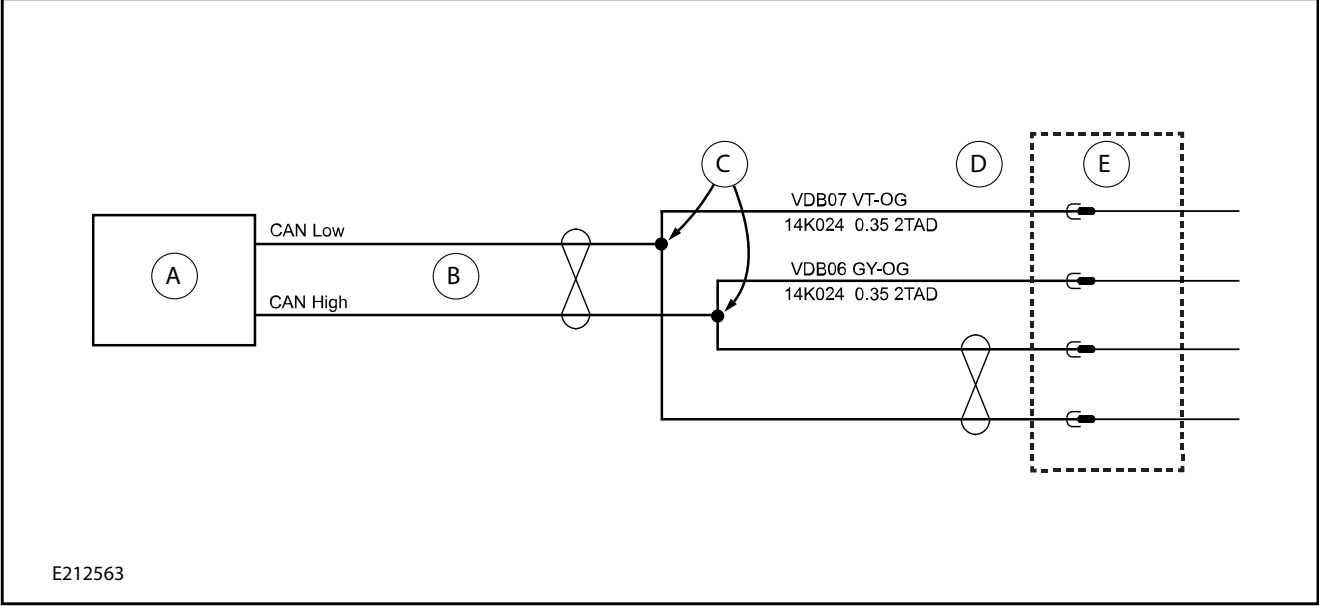 C
D
E
VDB07 VT-OG
14K024 0.35 2TAD
CAN Low
A
B
VDB06 GY-OG
14K024 0.35 2TAD
CAN High
E212563